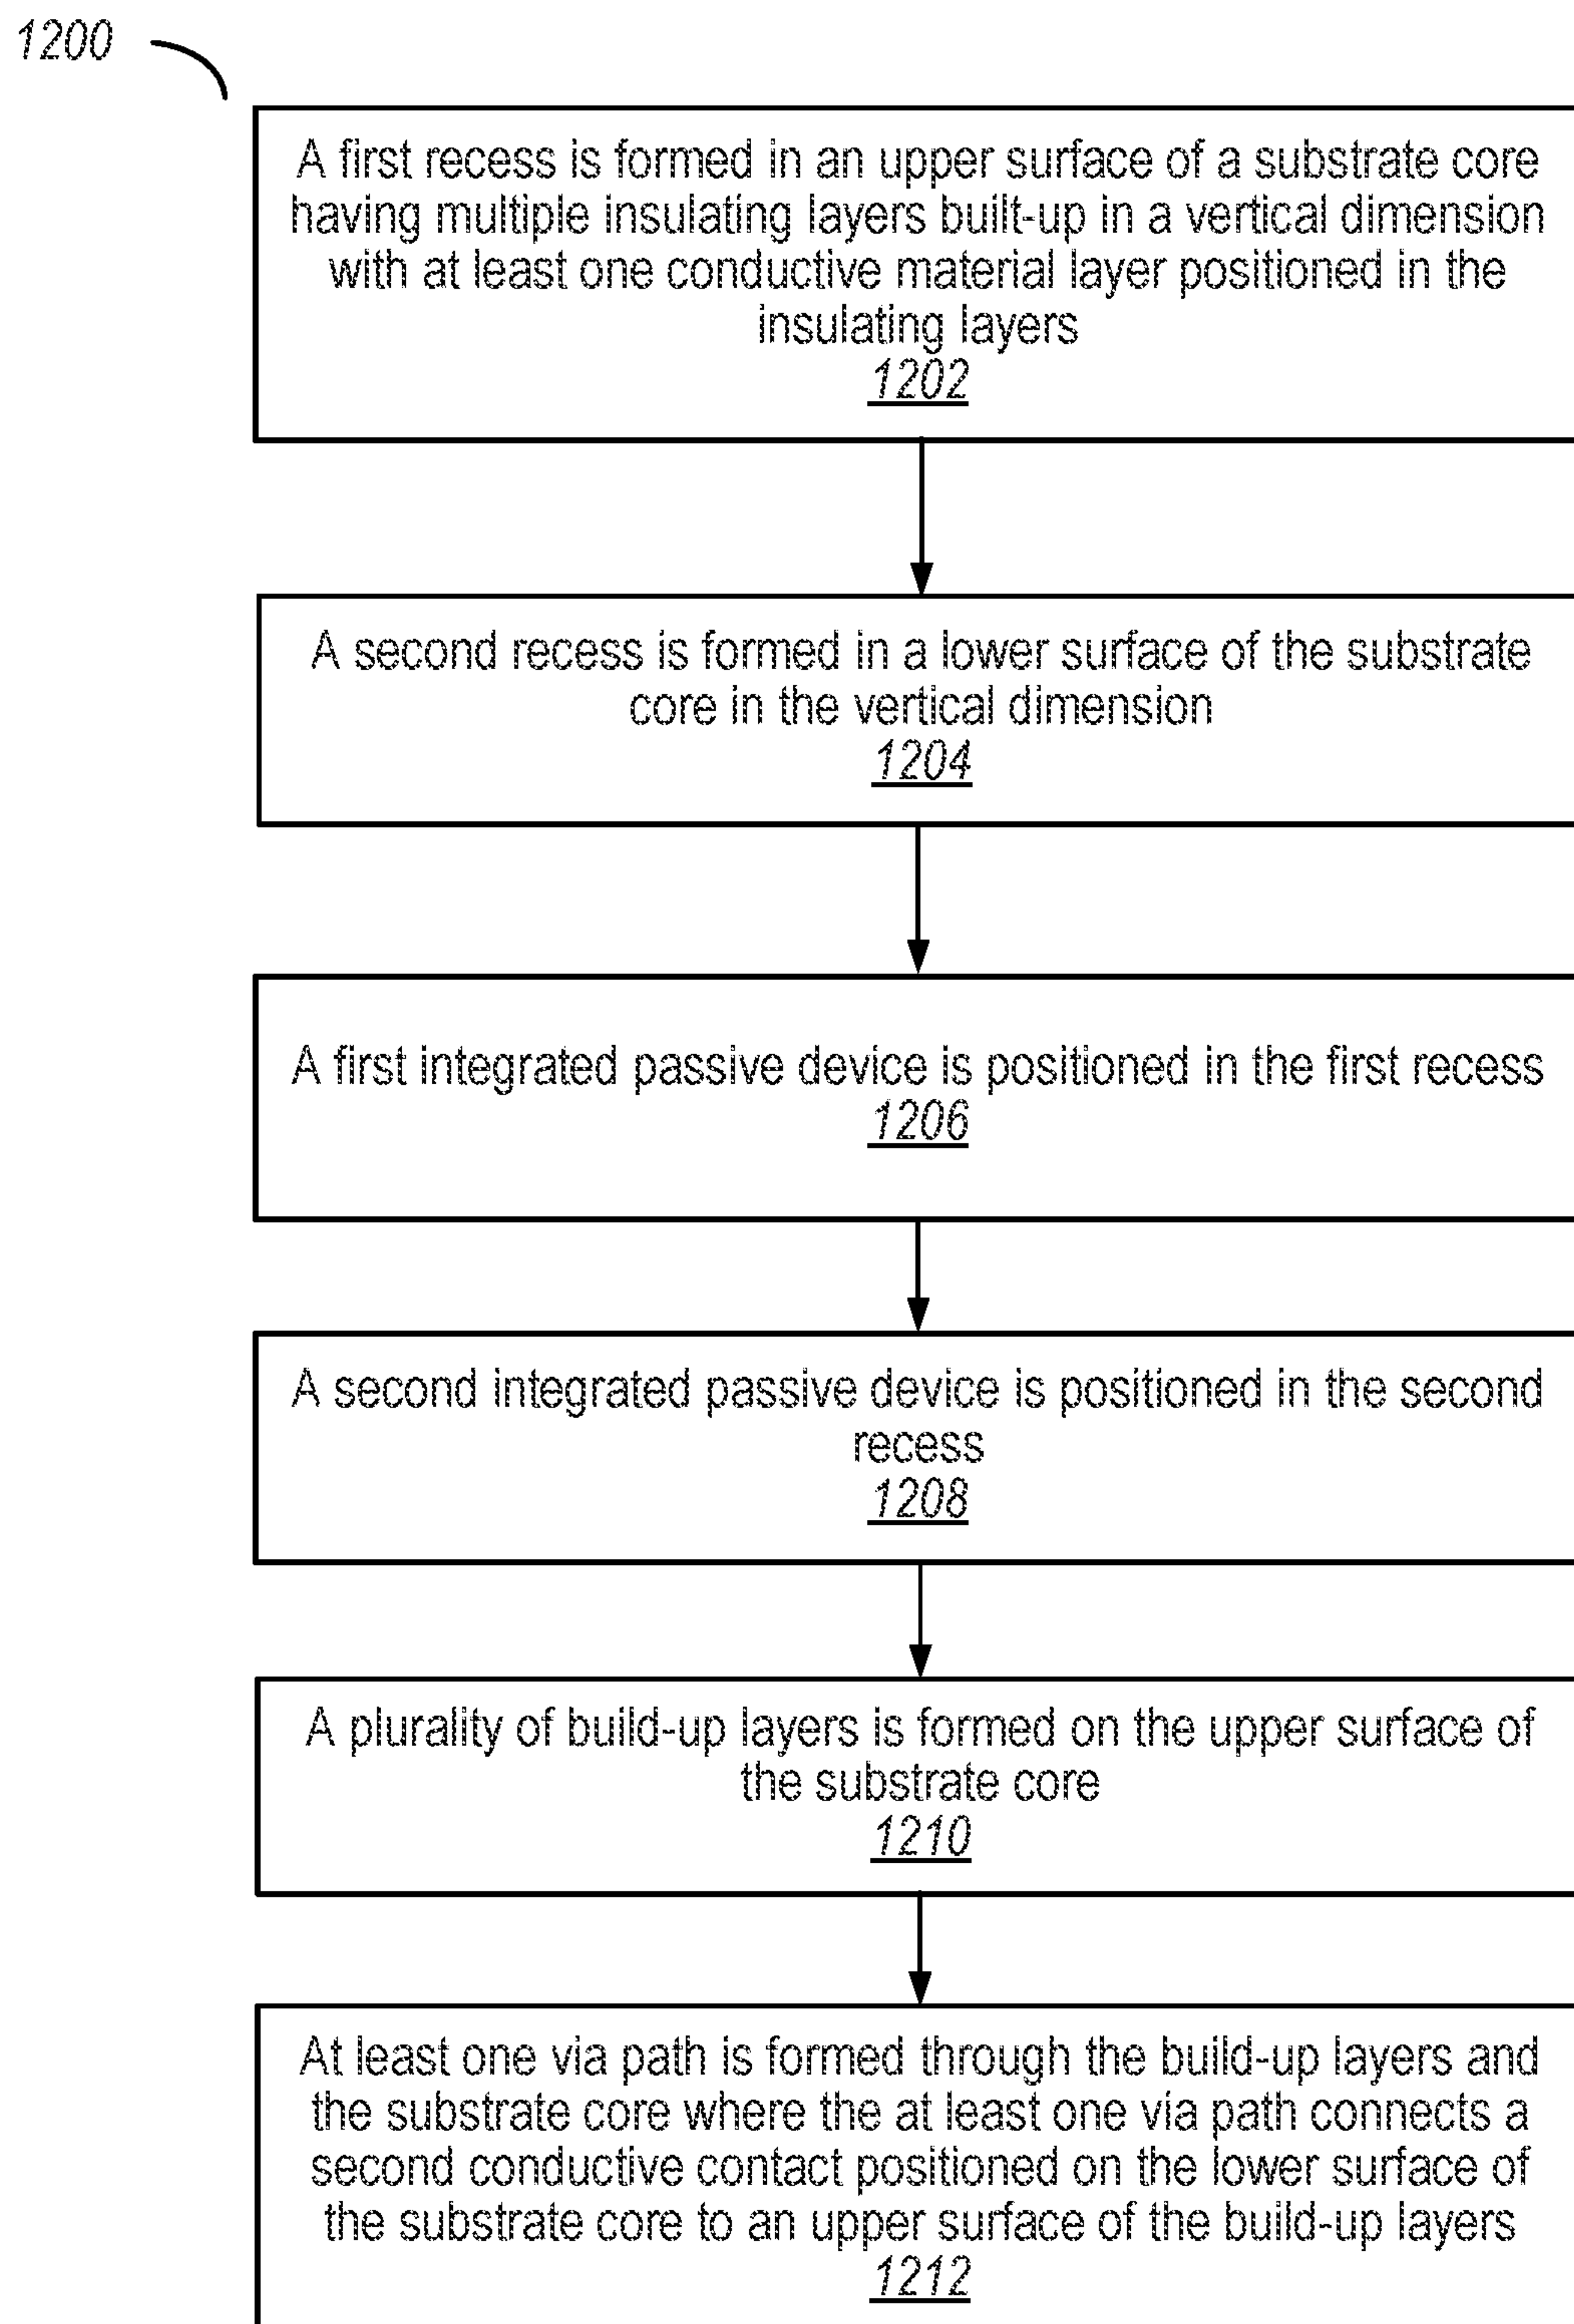 1200
A first recess is formed in an upper surface of a substrate core
having multiple insulating layers built-up in a vertical dimension
with at least one conductive material layer positioned in the
insulating layers
1202
A second recess is formed in a lower surface of the substrate
core in the vertical dimension
1204
A first integrated passive device is positioned in the first recess
1206
A second integrated passive device is positioned in the second
recess
1208
A plurality of build-up layers is formed on the upper surface of
the substrate core
1210
At least one via path is formed through the build-up layers and
the substrate core where the at least one via path connects a
second conductive contact positioned on the lower surface of
the substrate core to an upper surface of the build-up layers
1212